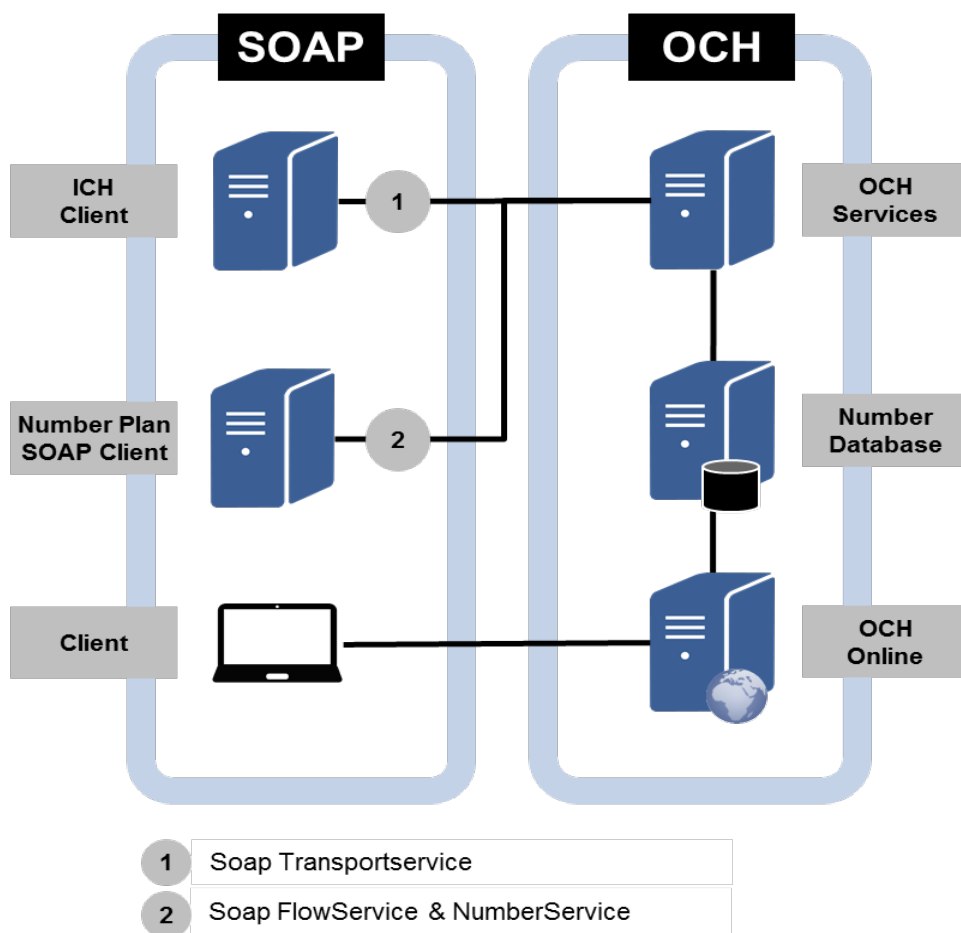 SOAP
OCH
ICH
Client
1
OCH
Services
Number Plan
SOAP Client
2
Number
Database
Client
OCH
Online
1 Soap Transportservice
2 Soap FlowService & NumberService